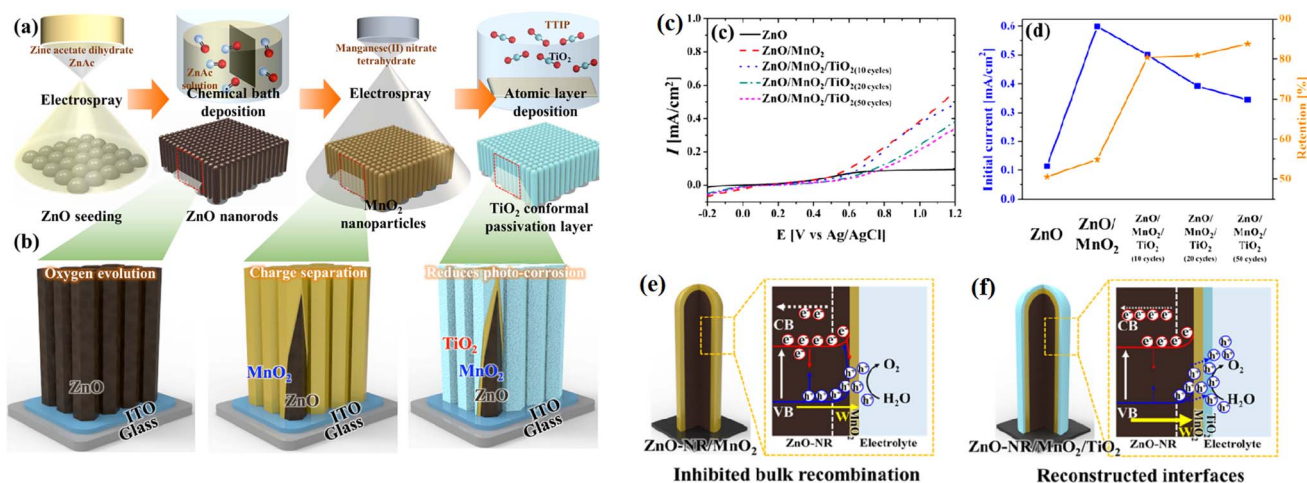 (a)
Zinc acetate dihydrate
ZnAc
Electrospray
ZnO seeding
ZnAc
solution
Chemical bath
deposition
ZnO nanorods
Manganese(II) nitrate
tetrahydrate
Electrospray
MnO2
nanoparticles
TTIP
TiO2
Atomic layer
deposition
TiO2 conformal
passivation layer
(b)
Oxygen evolution
ZnO
ITO
Glass
Charge separation
MnO2
ZnO
ITO
Glass
Reduces photo-corrosion
TiO2
MnO2
ZnO
ITO
Glass
(c)
(c)
ZnO
ZnO/MnO2
ZnO/MnO2/TiO2(10 cycles)
ZnO/MnO2/TiO2(20 cycles)
ZnO/MnO2/TiO2(50 cycles)
I [mA/cm2]
1.0
0.8
0.6
0.4
0.2
0.0
-0.2 0.0 0.2 0.4 0.6 0.8 1.0 1.2
E [V vs Ag/AgCl]
(d)
Initial current [mA/cm2]
0.6
0.5
0.4
0.3
0.2
0.1
0.0
Retention [%]
90
80
70
60
50
ZnO
ZnO/
MnO2
ZnO/
MnO2/
TiO2
(10 cycles)
ZnO/
MnO2/
TiO2
(20 cycles)
ZnO/
MnO2/
TiO2
(50 cycles)
(e)
CB
e- e-
e- e- e- e- e-
e-
h+ h+
h+ h+
h+ h+ h+ h+ h+
O2
H2O
VB
W
MnO2
ZnO-NR
Electrolyte
ZnO-NR/MnO2
Inhibited bulk recombination
(f)
CB
e- e- e- e-
e- e- e- e- e-
h+ h+
h+ h+ h+
h+ h+ h+
O2
H2O
VB
W
MnO2
TiO2
ZnO-NR
Electrolyte
ZnO-NR/MnO2/TiO2
Reconstructed interfaces